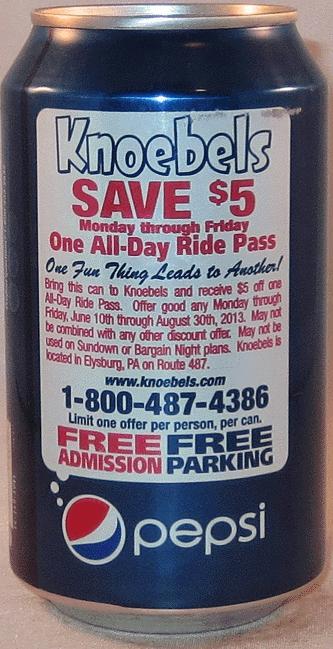 Knoebels
SAVE $5
Monday through Friday
One All-Day Ride Pass
One Fun Thing Leads to Another!
Bring this can to Knoebels and receive $5 off one
All-Day Ride Pass. Offer good any Monday through
Friday, June 10th through August 30th, 2013. May not
be combined with any other discount offer. May not be
used on Sundown or Bargain Night plans. Knoebels is
located in Elysburg, PA on Route 487.
www.knoebels.com
1-800-487-4386
Limit one offer per person, per can.
FREE FREE
ADMISSION PARKING
pepsi